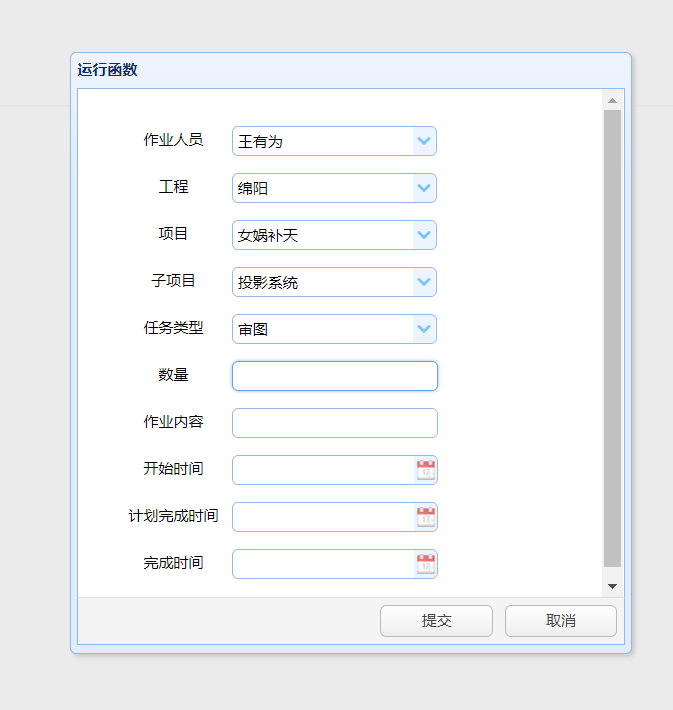 运行函数
作业人员 王有为
工程 绵阳
项目 女娲补天
子项目 投影系统
任务类型 审图
数量
作业内容
开始时间
计划完成时间
完成时间
提交 取消